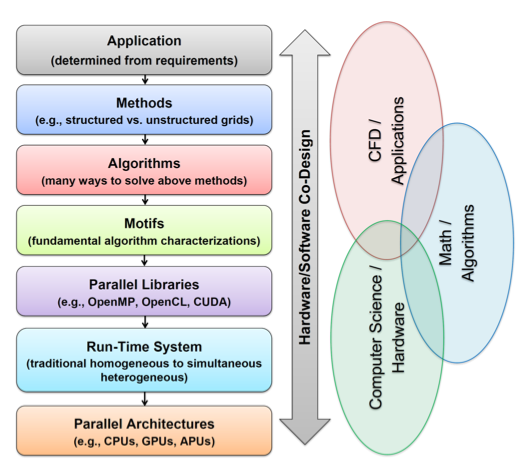 Application
(determined from requirements)
Methods
(e.g., structured vs. unstructured grids)
Algorithms
(many ways to solve above methods)
Motifs
(fundamental algorithm characterizations)
Parallel Libraries
(e.g., OpenMP, OpenCL, CUDA)
Run-Time System
(traditional homogeneous to simultaneous
heterogeneous)
Parallel Architectures
(e.g., CPUs, GPUs, APUs)
Hardware/Software Co-Design
CFD /
Applications
Math /
Algorithms
Computer Science /
Hardware